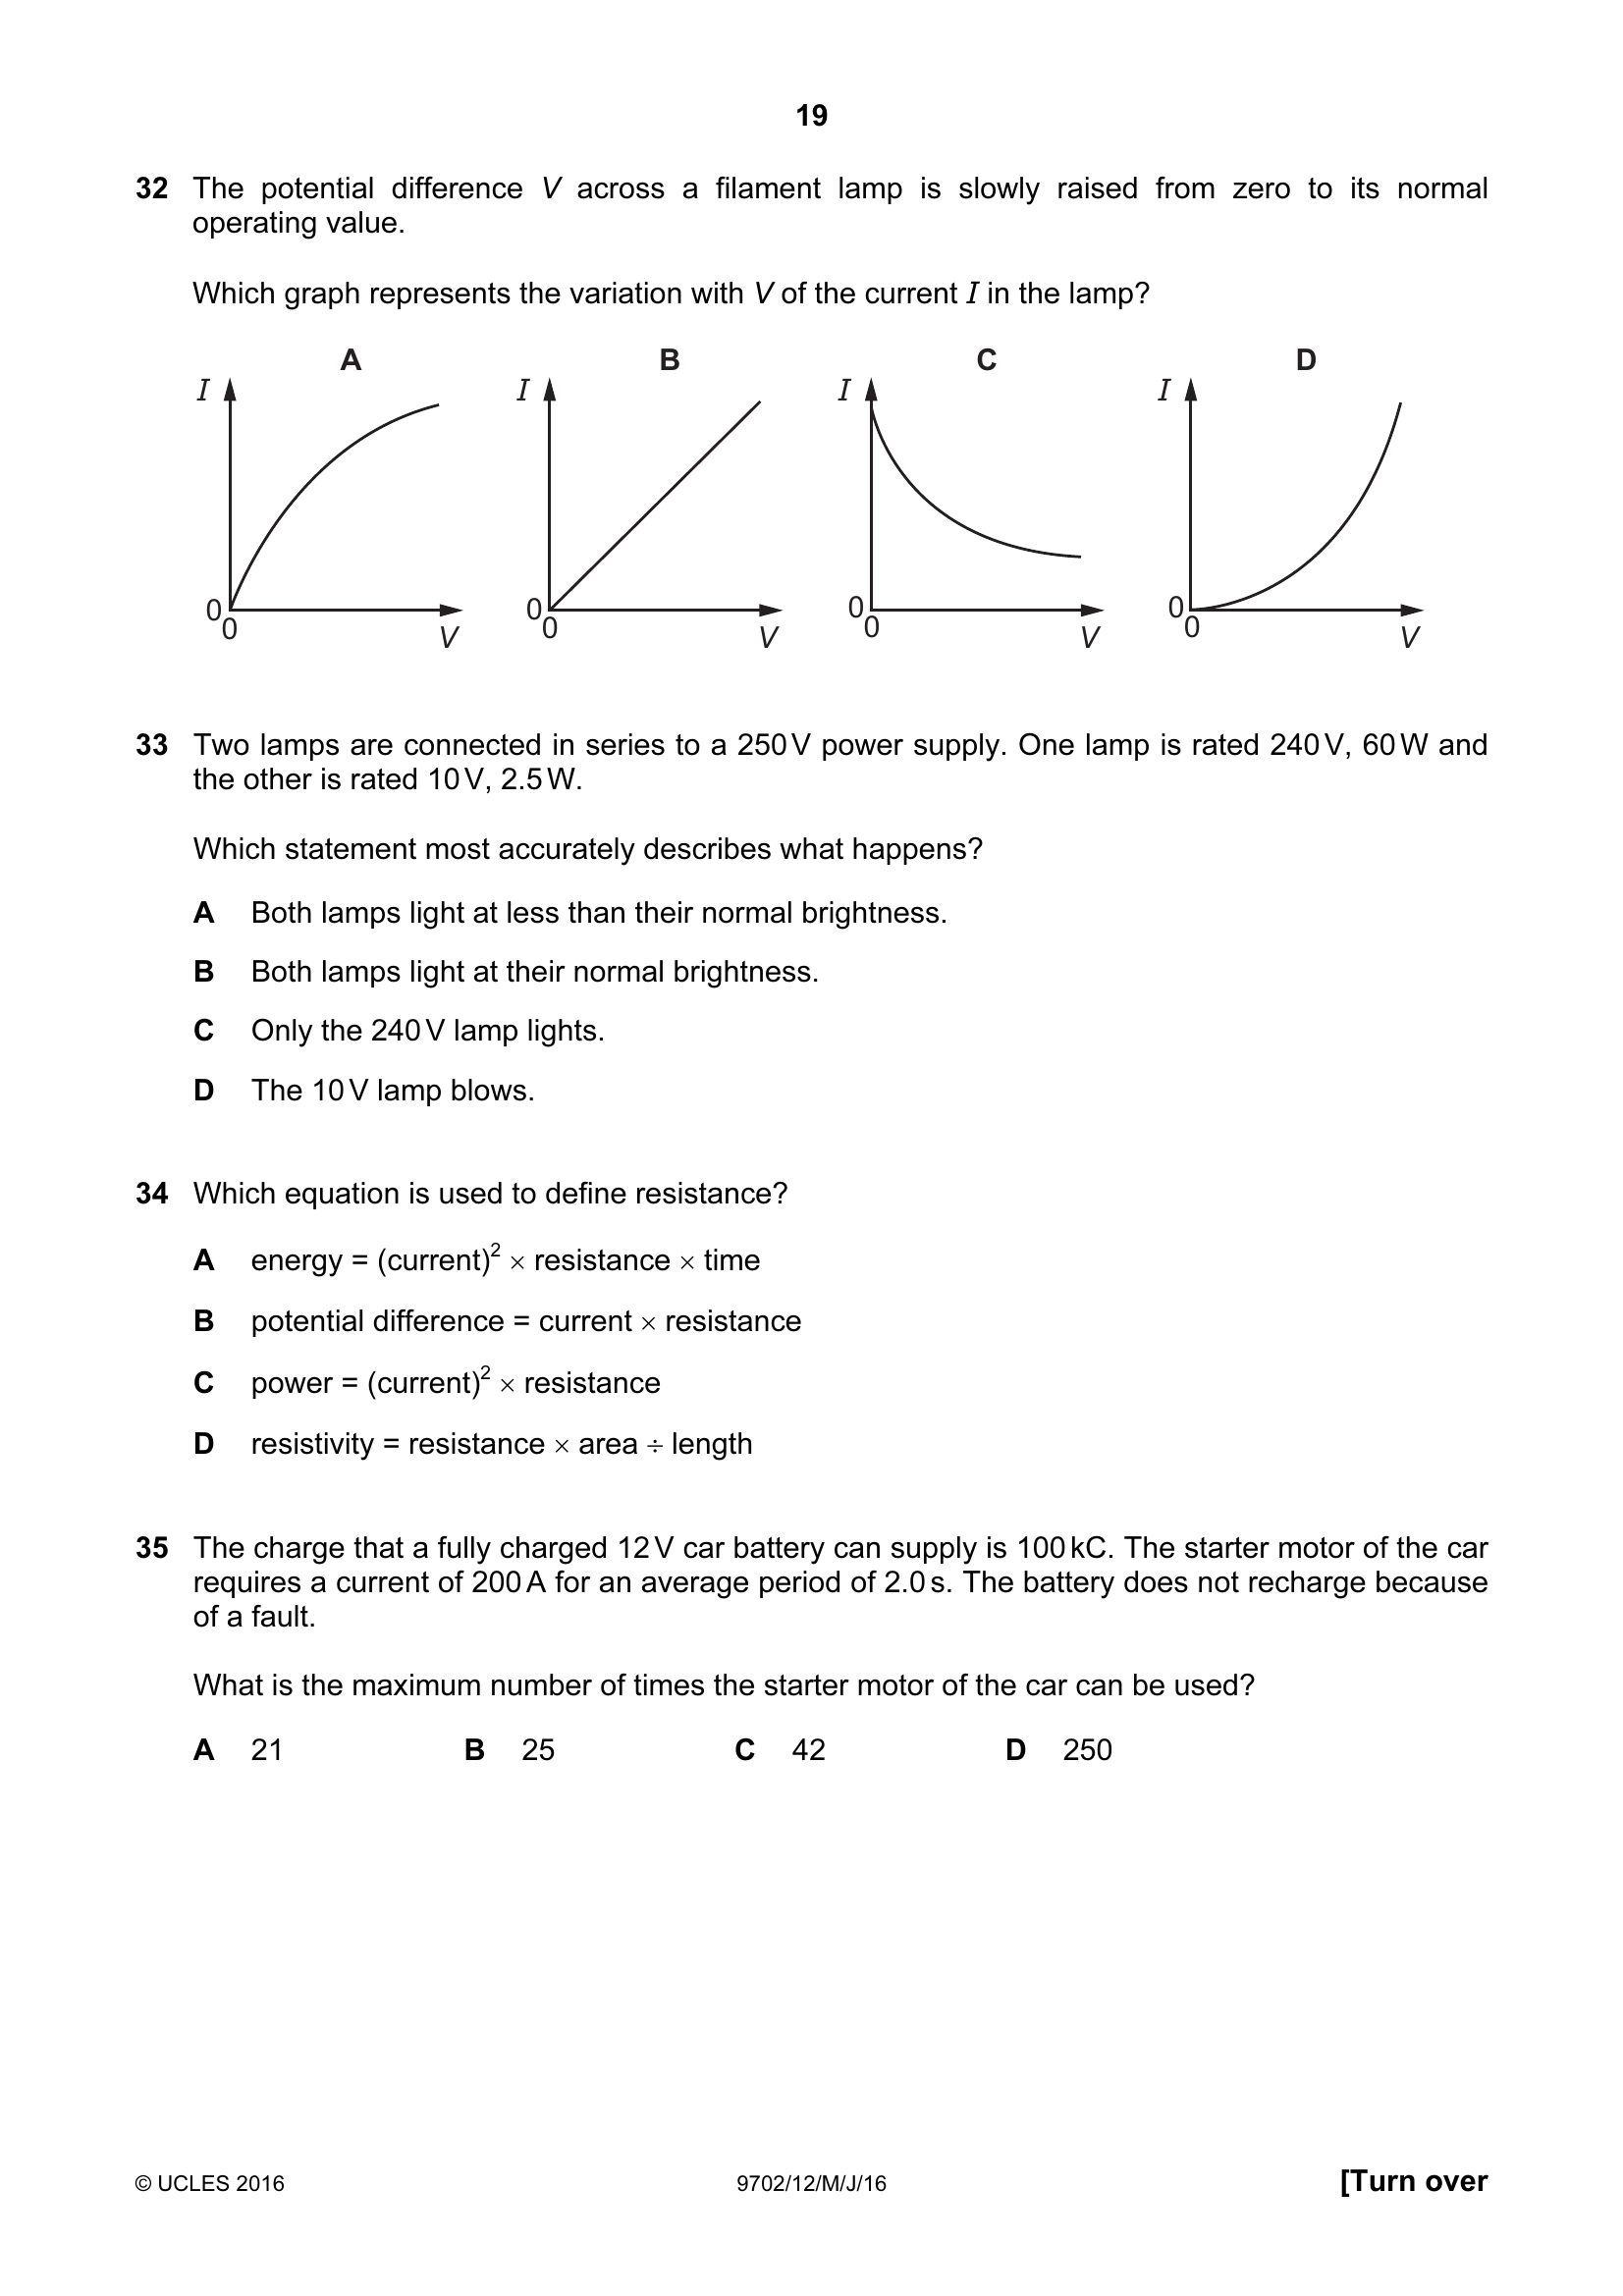 19
32 The potential difference V across a filament lamp is slowly raised from zero to its normal
operating value.
Which graph represents the variation with V of the current I in the lamp?
A B C D
I I I I
0 0 0 0
0 0 0 0
V V V V
33 Two lamps are connected in series to a 250 V power supply. One lamp is rated 240 V, 60 W and
the other is rated 10 V, 2.5 W.
Which statement most accurately describes what happens?
A Both lamps light at less than their normal brightness.
B Both lamps light at their normal brightness.
C Only the 240 V lamp lights.
D The 10 V lamp blows.
34 Which equation is used to define resistance?
A energy = (current)² × resistance × time
B potential difference = current × resistance
C power = (current)² × resistance
D resistivity = resistance × area ÷ length
35 The charge that a fully charged 12 V car battery can supply is 100 kC. The starter motor of the car
requires a current of 200 A for an average period of 2.0 s. The battery does not recharge because
of a fault.
What is the maximum number of times the starter motor of the car can be used?
A 21 B 25 C 42 D 250
© UCLES 2016 9702/12/M/J/16 [Turn over